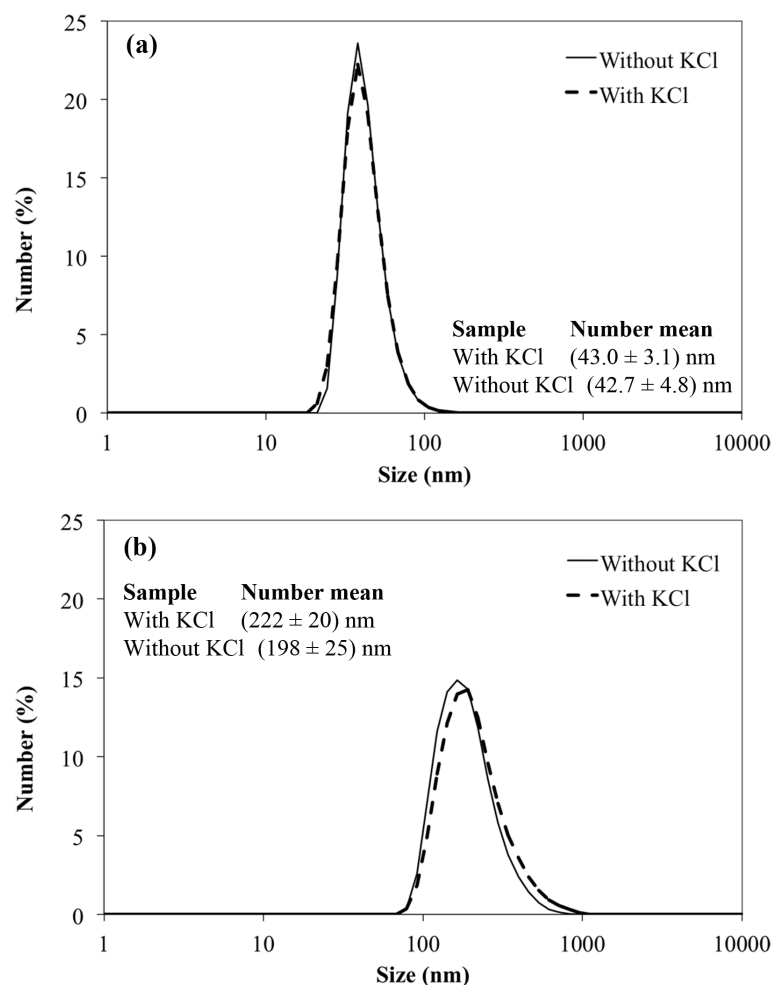 (a)
Without KCl
With KCl
25
20
15
10
5
0
Number (%)
Sample Number mean
With KCl (43.0 ± 3.1) nm
Without KCl (42.7 ± 4.8) nm
1 10 100 1000 10000
Size (nm)
(b)
Without KCl
With KCl
25
20
15
10
5
0
Number (%)
Sample Number mean
With KCl (222 ± 20) nm
Without KCl (198 ± 25) nm
1 10 100 1000 10000
Size (nm)